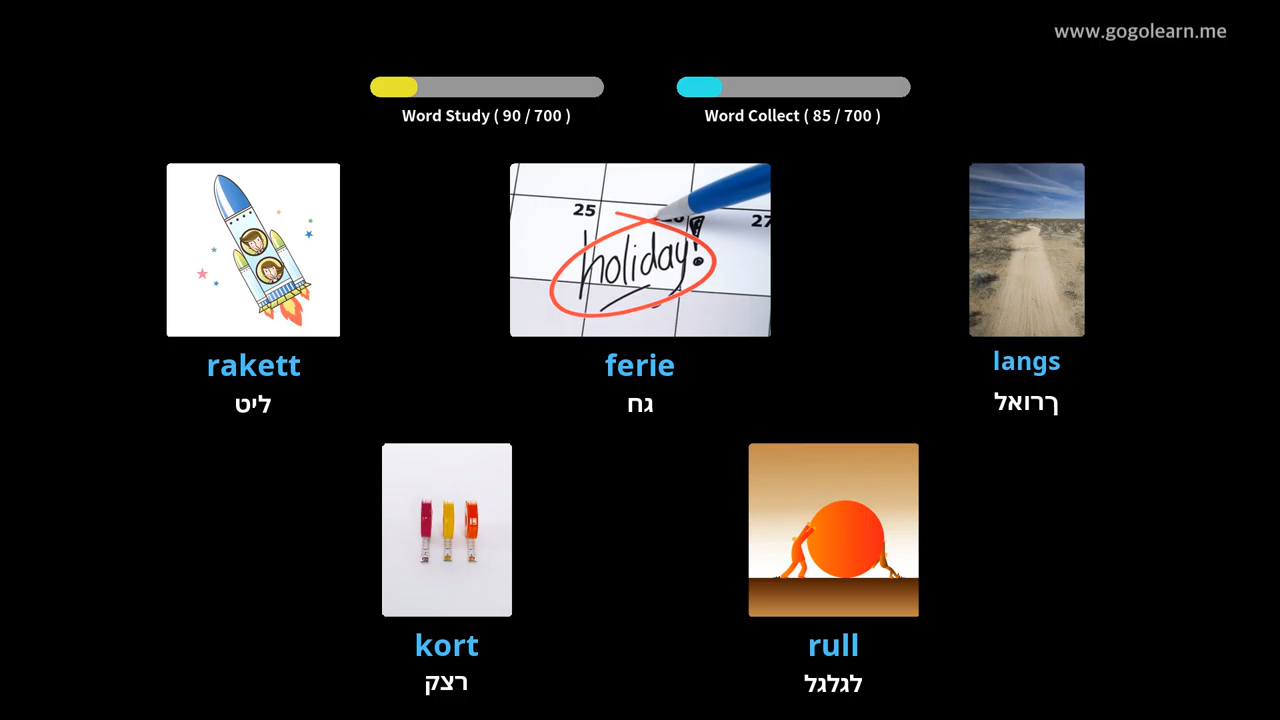 www.gogolearn.me
Word Study ( 90 / 700 )
Word Collect ( 85 / 700 )
25
26
27
holiday!
rakett
ferie
langs
ליט
גח
ךרואל
kort
rull
רצק
לגלגל